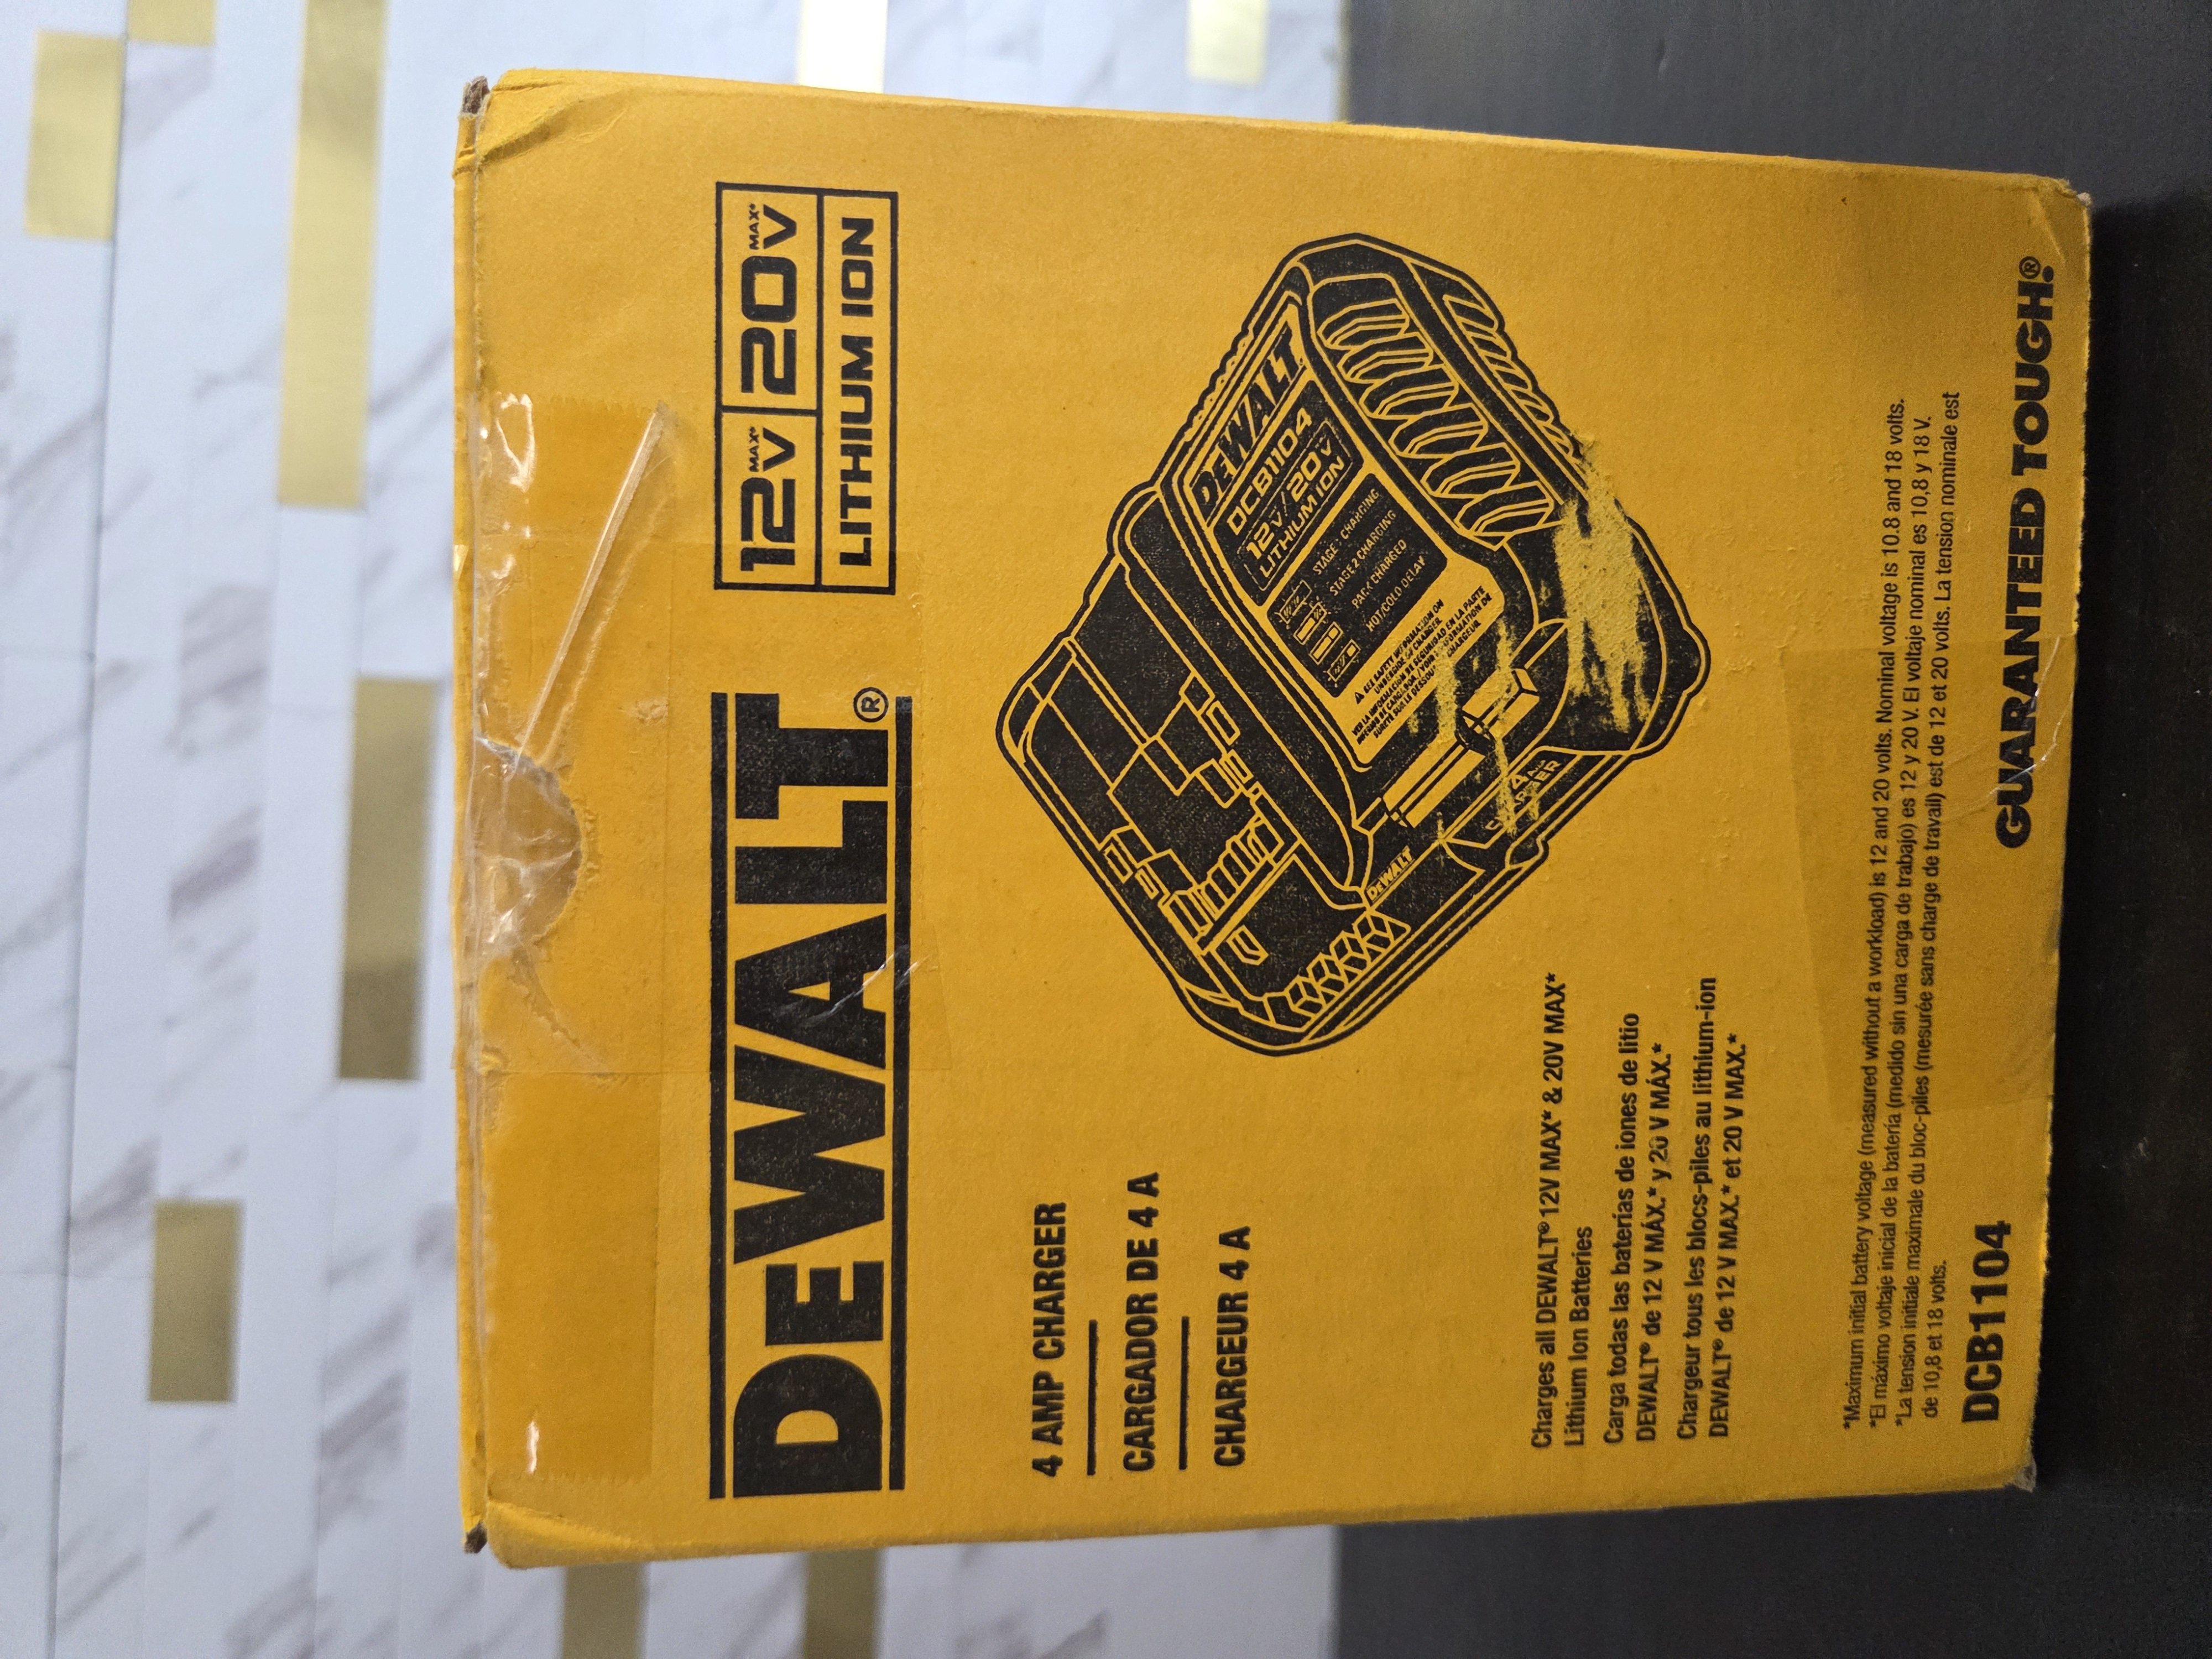 DEWALT®
12V MAX* 20V MAX*
LITHIUM ION
4 AMP CHARGER
CARGADOR DE 4 A
CHARGEUR 4 A
DEWALT
DCB1104
12V/20V
LITHIUM ION
CHARGING
STAGE 2 CHARGING
PACK CHARGED
HOT/COLD DELAY
DEWALT
Charges all DEWALT® 12V MAX* & 20V MAX*
Lithium Ion Batteries
Carga todas las baterías de iones de litio
DEWALT® de 12 V MÁX.* y 20 V MÁX.*
Chargeur tous les blocs-piles au lithium-ion
DEWALT® de 12 V MAX.* et 20 V MAX.*
*Maximum initial battery voltage (measured without a workload) is 12 and 20 volts. Nominal voltage is 10.8 and 18 volts.
*El máximo voltaje inicial de la batería (medido sin una carga de trabajo) es 12 y 20 V. El voltaje nominal es 10,8 y 18 V.
*La tension initiale maximale du bloc-piles (mesurée sans charge de travail) est de 12 et 20 volts. La tension nominale est
de 10,8 et 18 volts.
DCB1104
GUARANTEED TOUGH®.